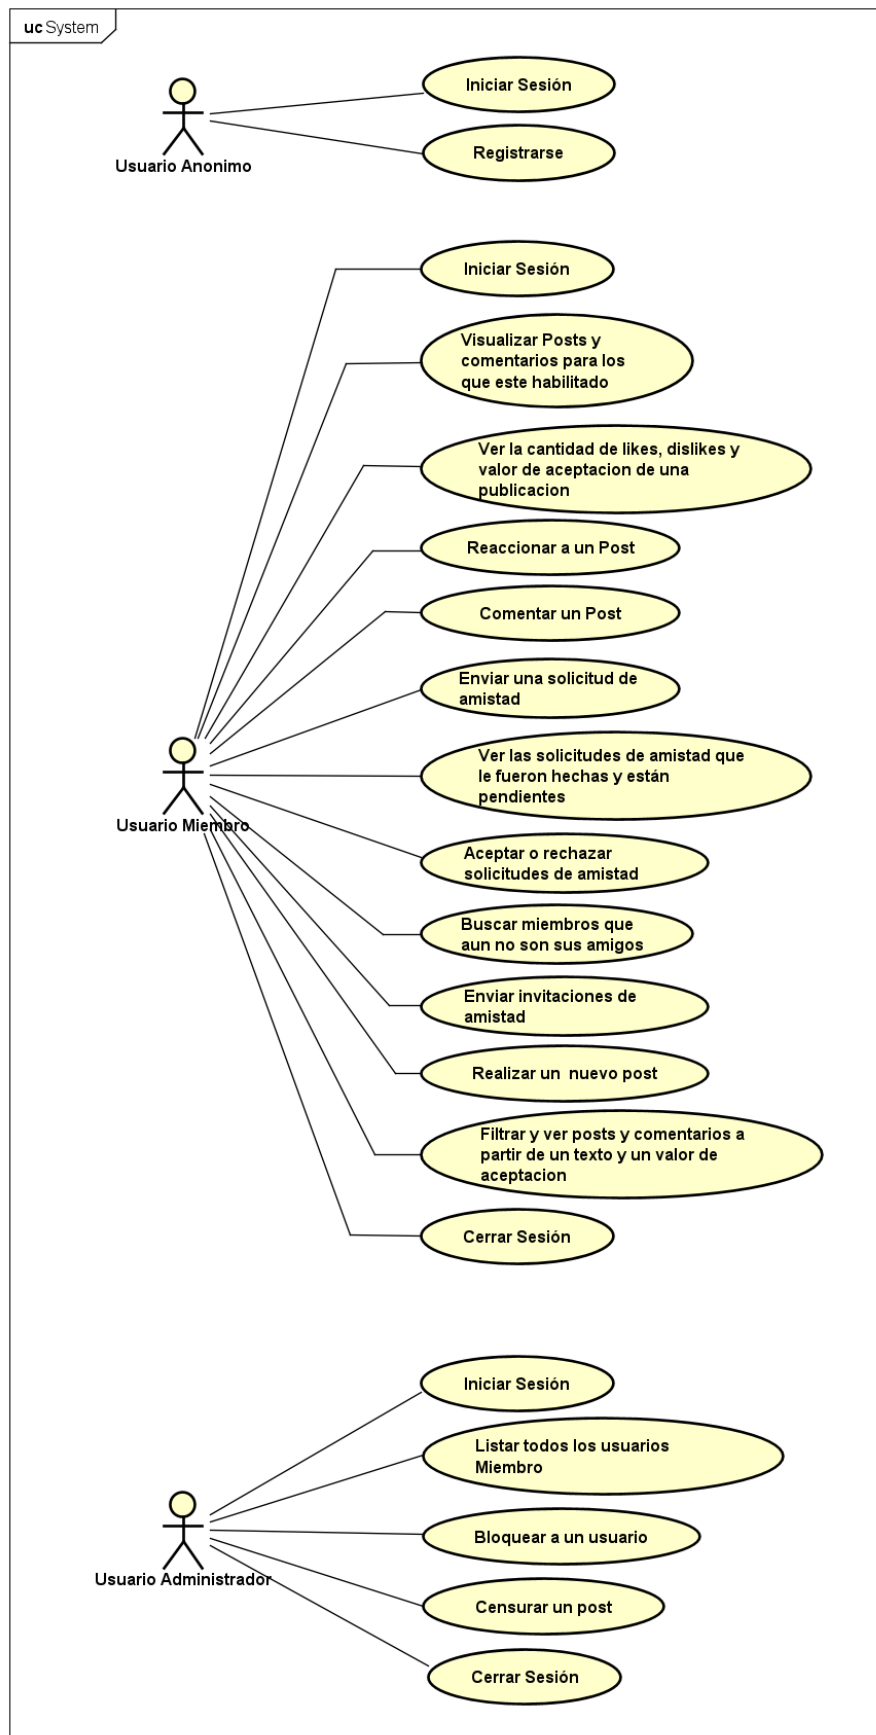 uc System
Iniciar Sesión
Registrarse
Usuario Anonimo
Iniciar Sesión
Visualizar Posts y
comentarios para los
que este habilitado
Ver la cantidad de likes, dislikes y
valor de aceptacion de una
publicacion
Reaccionar a un Post
Comentar un Post
Enviar una solicitud de
amistad
Ver las solicitudes de amistad que
le fueron hechas y están
pendientes
Usuario Miembro
Aceptar o rechazar
solicitudes de amistad
Buscar miembros que
aun no son sus amigos
Enviar invitaciones de
amistad
Realizar un  nuevo post
Filtrar y ver posts y comentarios a
partir de un texto y un valor de
aceptacion
Cerrar Sesión
Iniciar Sesión
Listar todos los usuarios
Miembro
Bloquear a un usuario
Usuario Administrador
Censurar un post
Cerrar Sesión